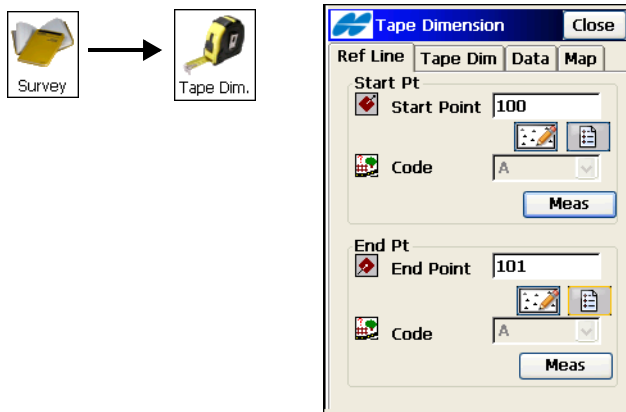 Survey
Tape Dim.
Tape Dimension Close
Ref Line Tape Dim Data Map
Start Pt
Start Point 100
Code A
Meas
End Pt
End Point 101
Code A
Meas